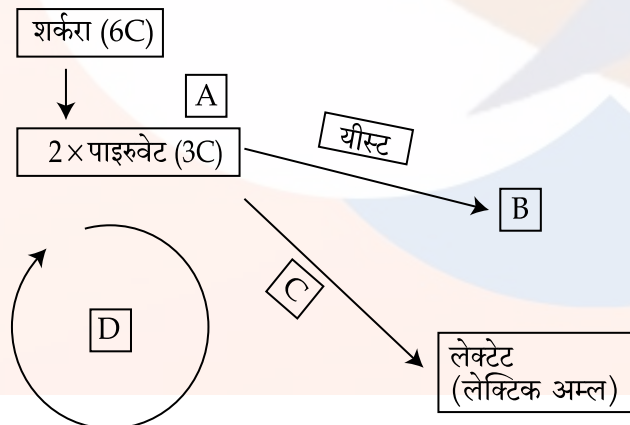 शर्करा (6C)
A
2×पाइरुवेट (3C)
यीस्ट
B
C
D
लेक्टेट
(लेक्टिक अम्ल)